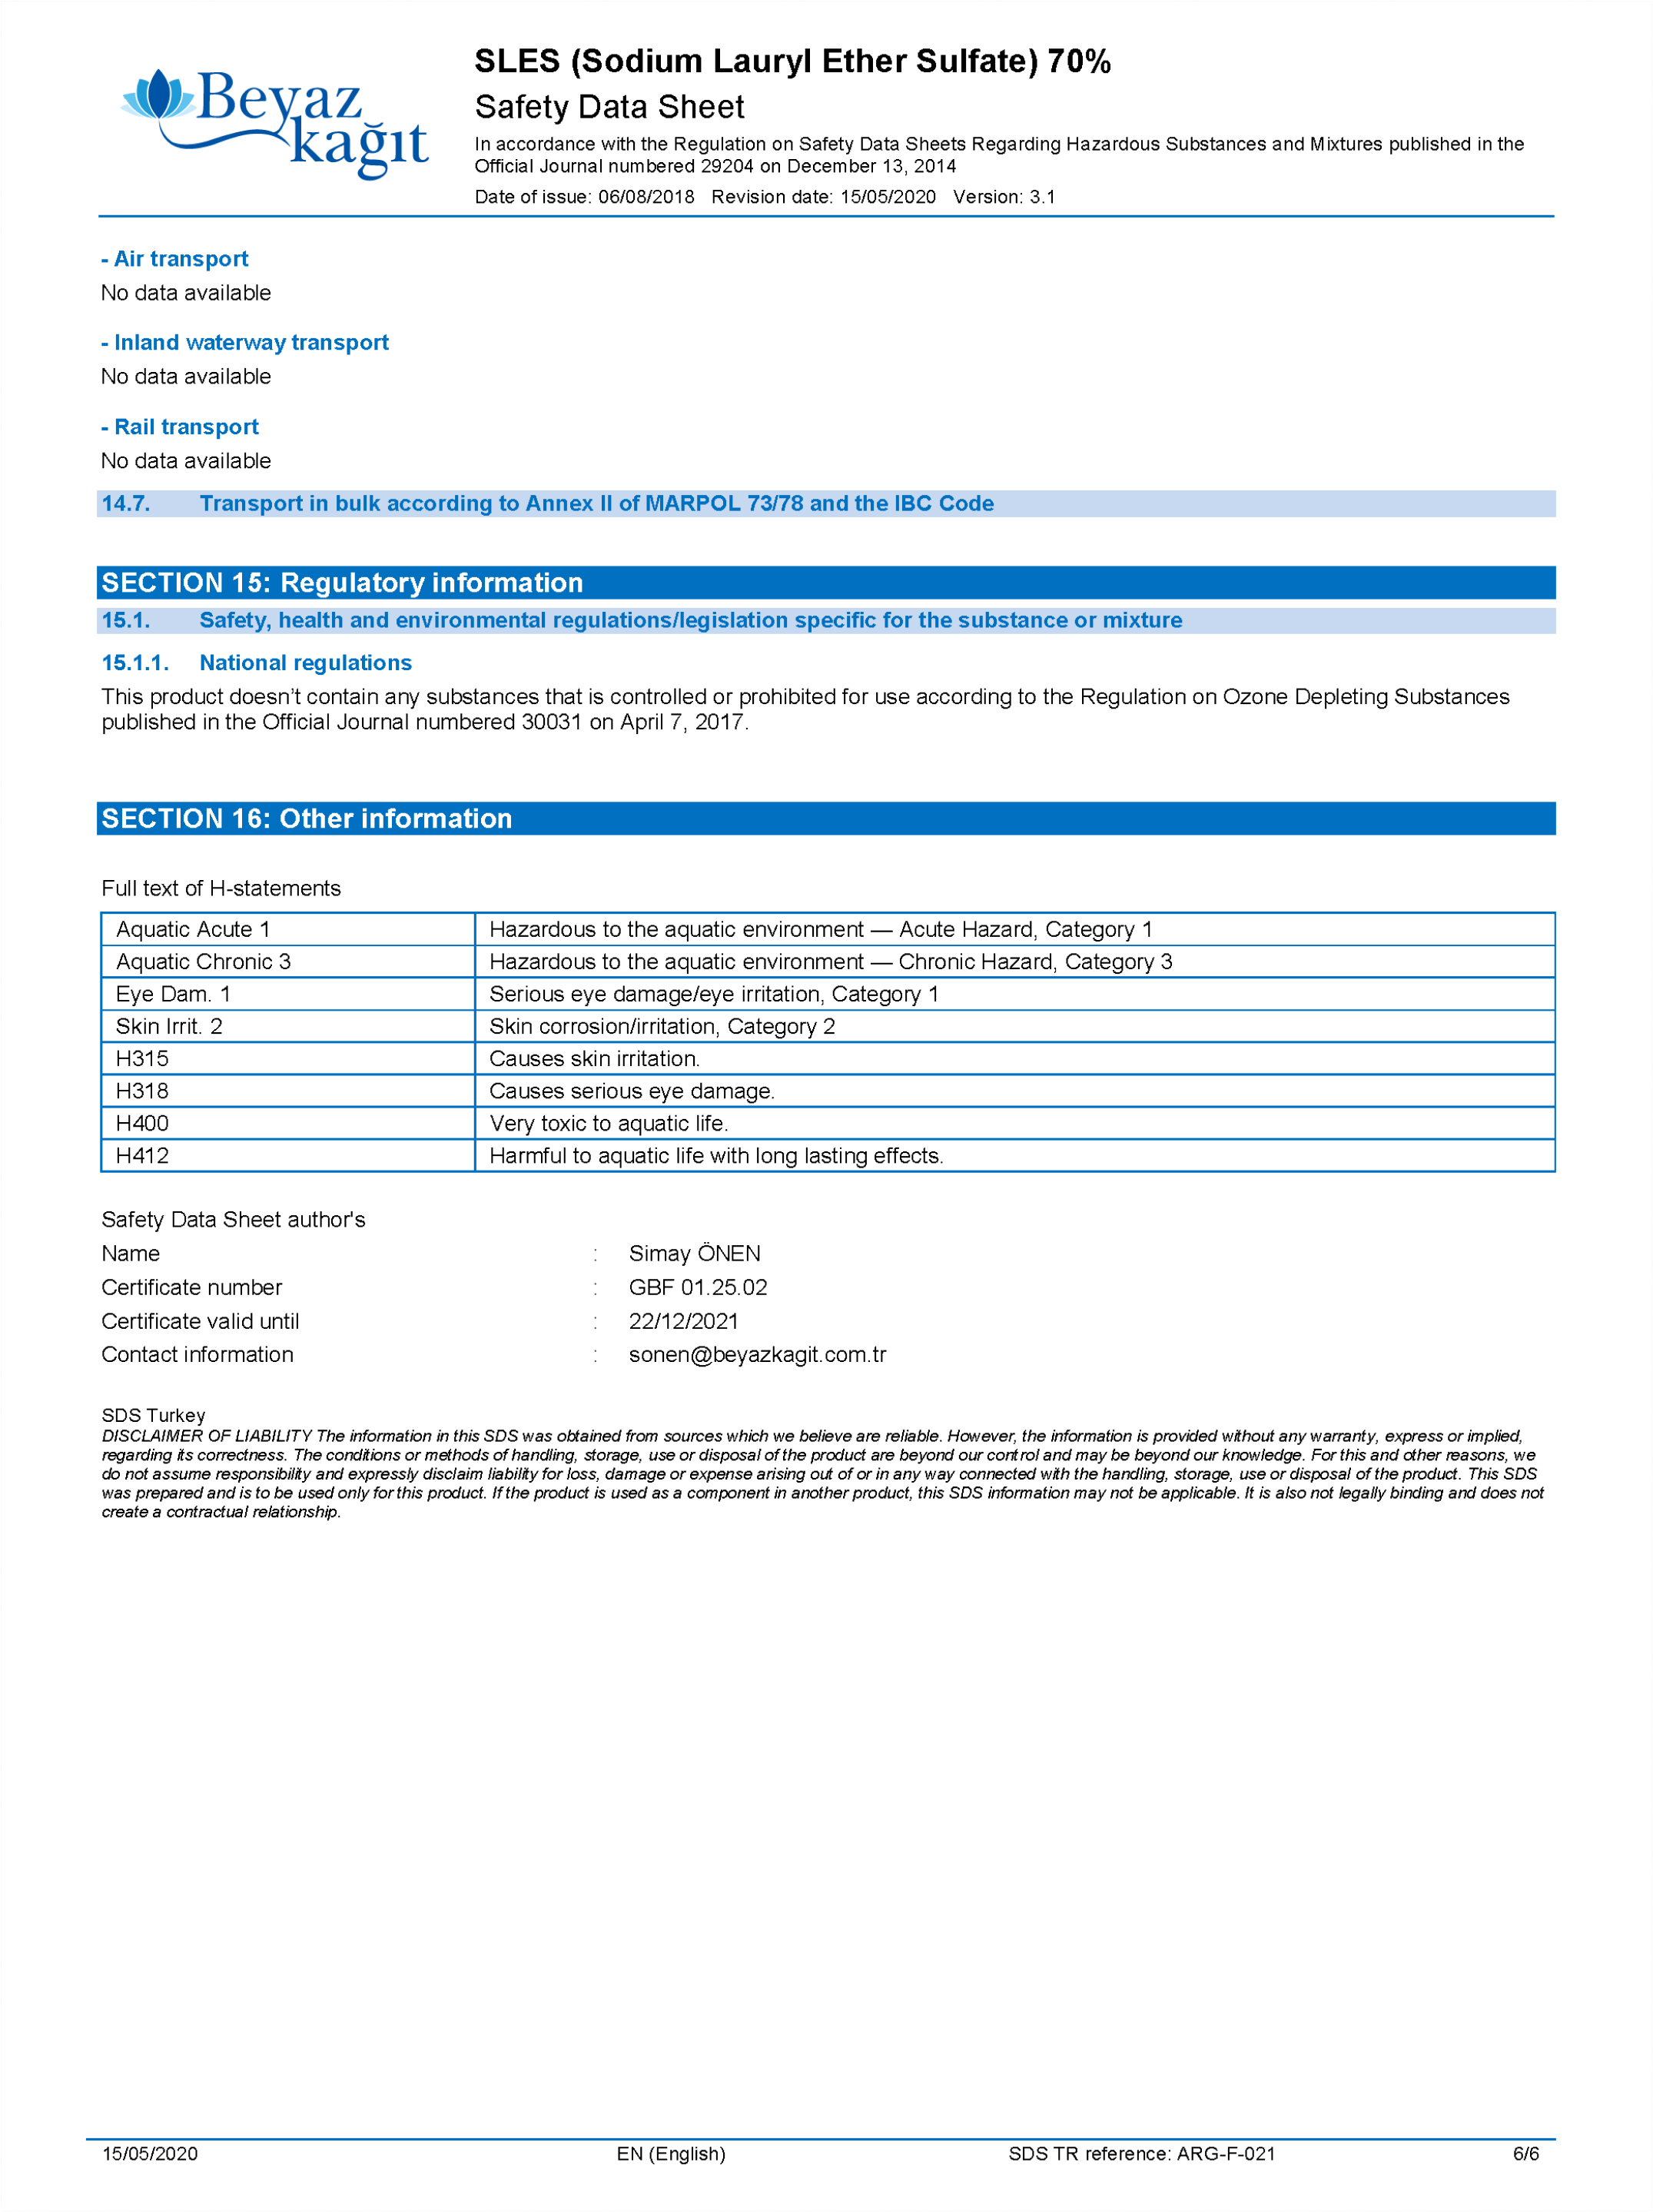 Beyaz
kağıt
SLES (Sodium Lauryl Ether Sulfate) 70%
Safety Data Sheet
In accordance with the Regulation on Safety Data Sheets Regarding Hazardous Substances and Mixtures published in the
Official Journal numbered 29204 on December 13, 2014
Date of issue: 06/08/2018 Revision date: 15/05/2020 Version: 3.1
- Air transport
No data available
- Inland waterway transport
No data available
- Rail transport
No data available
14.7. Transport in bulk according to Annex II of MARPOL 73/78 and the IBC Code
SECTION 15: Regulatory information
15.1. Safety, health and environmental regulations/legislation specific for the substance or mixture
15.1.1. National regulations
This product doesn’t contain any substances that is controlled or prohibited for use according to the Regulation on Ozone Depleting Substances
published in the Official Journal numbered 30031 on April 7, 2017.
SECTION 16: Other information
Full text of H-statements
Aquatic Acute 1 Hazardous to the aquatic environment — Acute Hazard, Category 1
Aquatic Chronic 3 Hazardous to the aquatic environment — Chronic Hazard, Category 3
Eye Dam. 1 Serious eye damage/eye irritation, Category 1
Skin Irrit. 2 Skin corrosion/irritation, Category 2
H315 Causes skin irritation.
H318 Causes serious eye damage.
H400 Very toxic to aquatic life.
H412 Harmful to aquatic life with long lasting effects.
Safety Data Sheet author's
Name : Simay ÖNEN
Certificate number : GBF 01.25.02
Certificate valid until : 22/12/2021
Contact information : sonen@beyazkagit.com.tr
SDS Turkey
DISCLAIMER OF LIABILITY The information in this SDS was obtained from sources which we believe are reliable. However, the information is provided without any warranty, express or implied,
regarding its correctness. The conditions or methods of handling, storage, use or disposal of the product are beyond our control and may be beyond our knowledge. For this and other reasons, we
do not assume responsibility and expressly disclaim liability for loss, damage or expense arising out of or in any way connected with the handling, storage, use or disposal of the product. This SDS
was prepared and is to be used only for this product. If the product is used as a component in another product, this SDS information may not be applicable. It is also not legally binding and does not
create a contractual relationship.
15/05/2020 EN (English) SDS TR reference: ARG-F-021 6/6